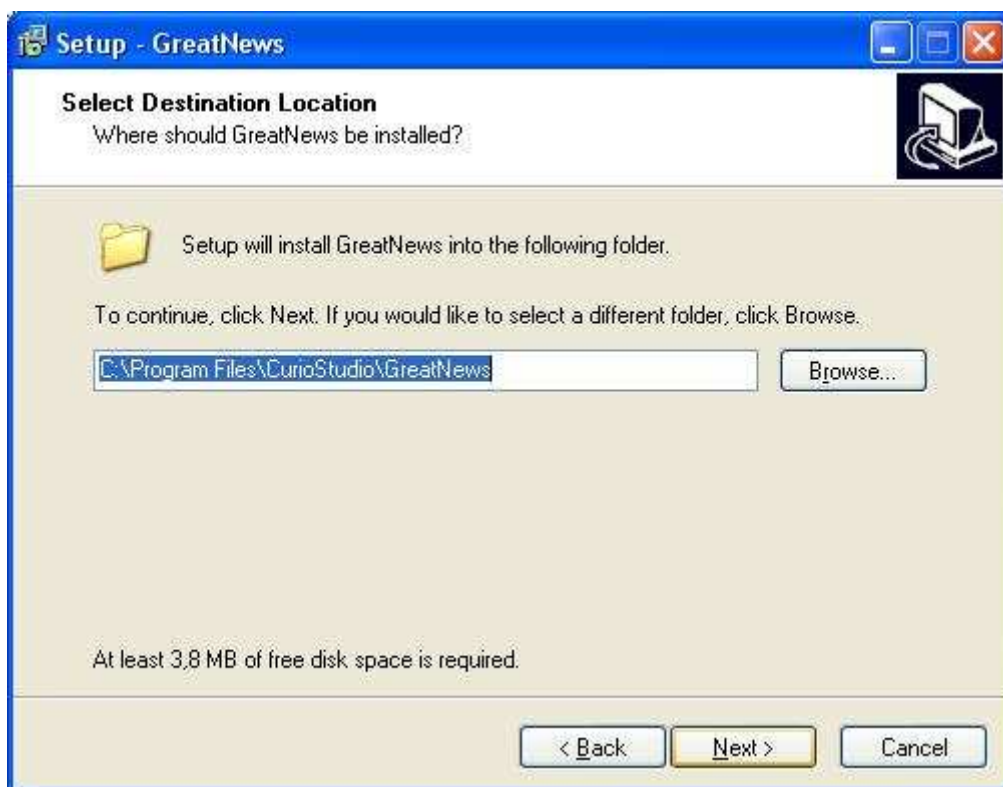 Setup - GreatNews
Select Destination Location
Where should GreatNews be installed?
Setup will install GreatNews into the following folder.
To continue, click Next. If you would like to select a different folder, click Browse.
C:\Program Files\CurioStudio\GreatNews
Browse...
At least 3,8 MB of free disk space is required.
< Back
Next >
Cancel